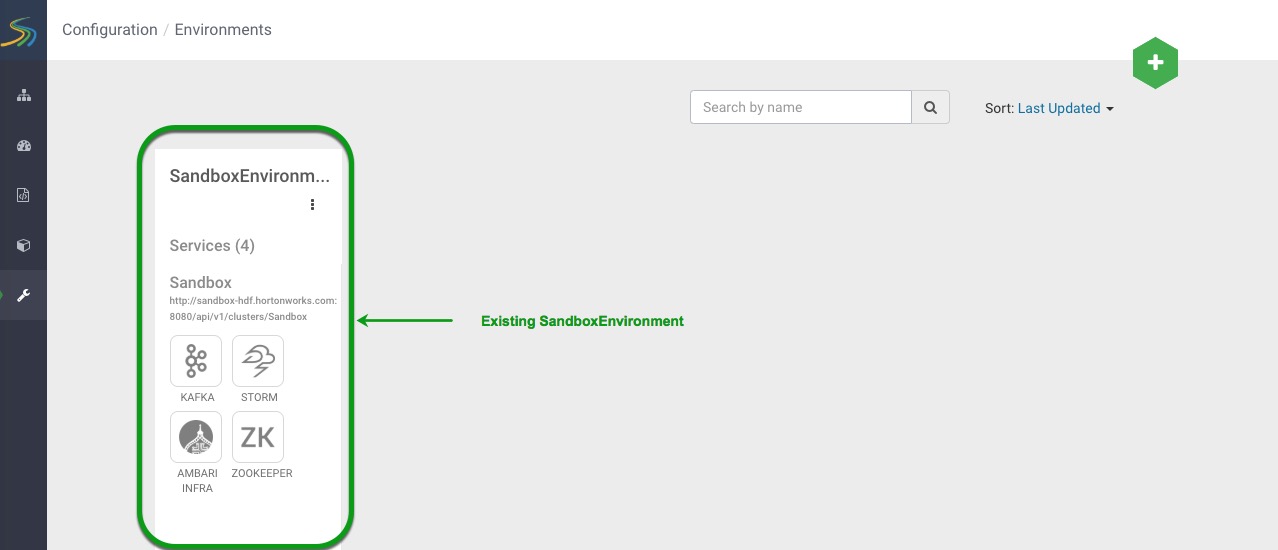 Configuration / Environments
Search by name
Sort: Last Updated
SandboxEnvironm...
Services (4)
Sandbox
http://sandbox-hdf.hortonworks.com:
8080/api/v1/clusters/Sandbox
Existing SandboxEnvironment
KAFKA
STORM
ZK
AMBARI
INFRA
ZOOKEEPER